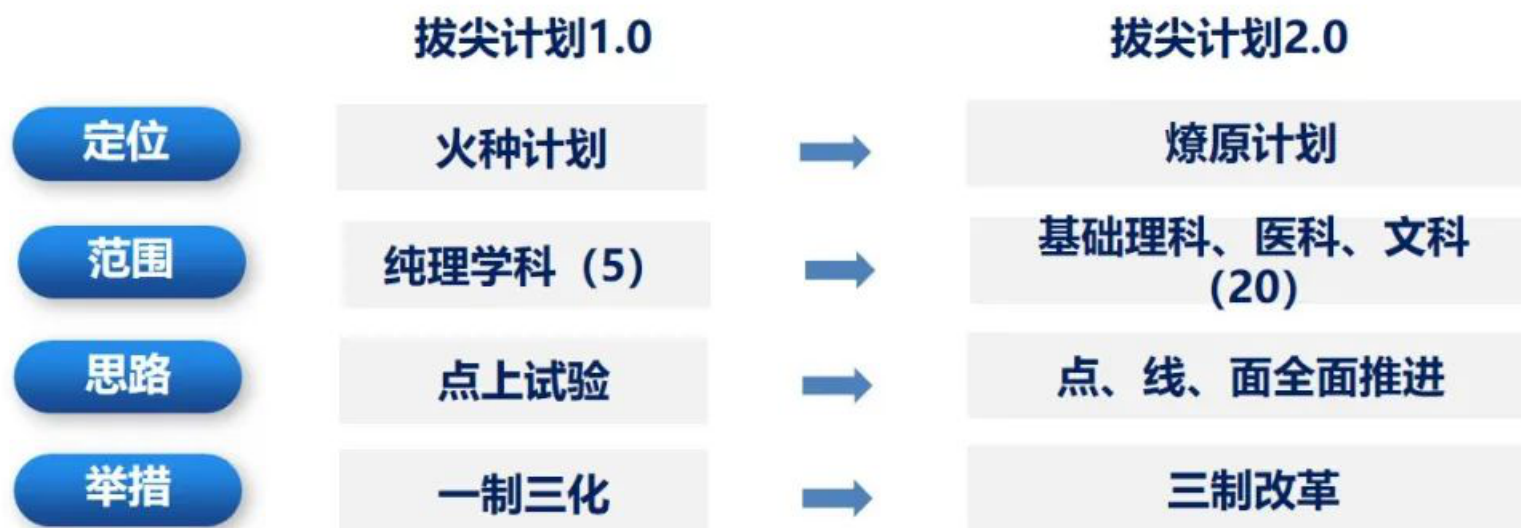 拔尖计划1.0 拔尖计划2.0
定位 火种计划 燎原计划
范围 纯理学科（5） 基础理科、医科、文科
（20）
思路 点上试验 点、线、面全面推进
举措 一制三化 三制改革